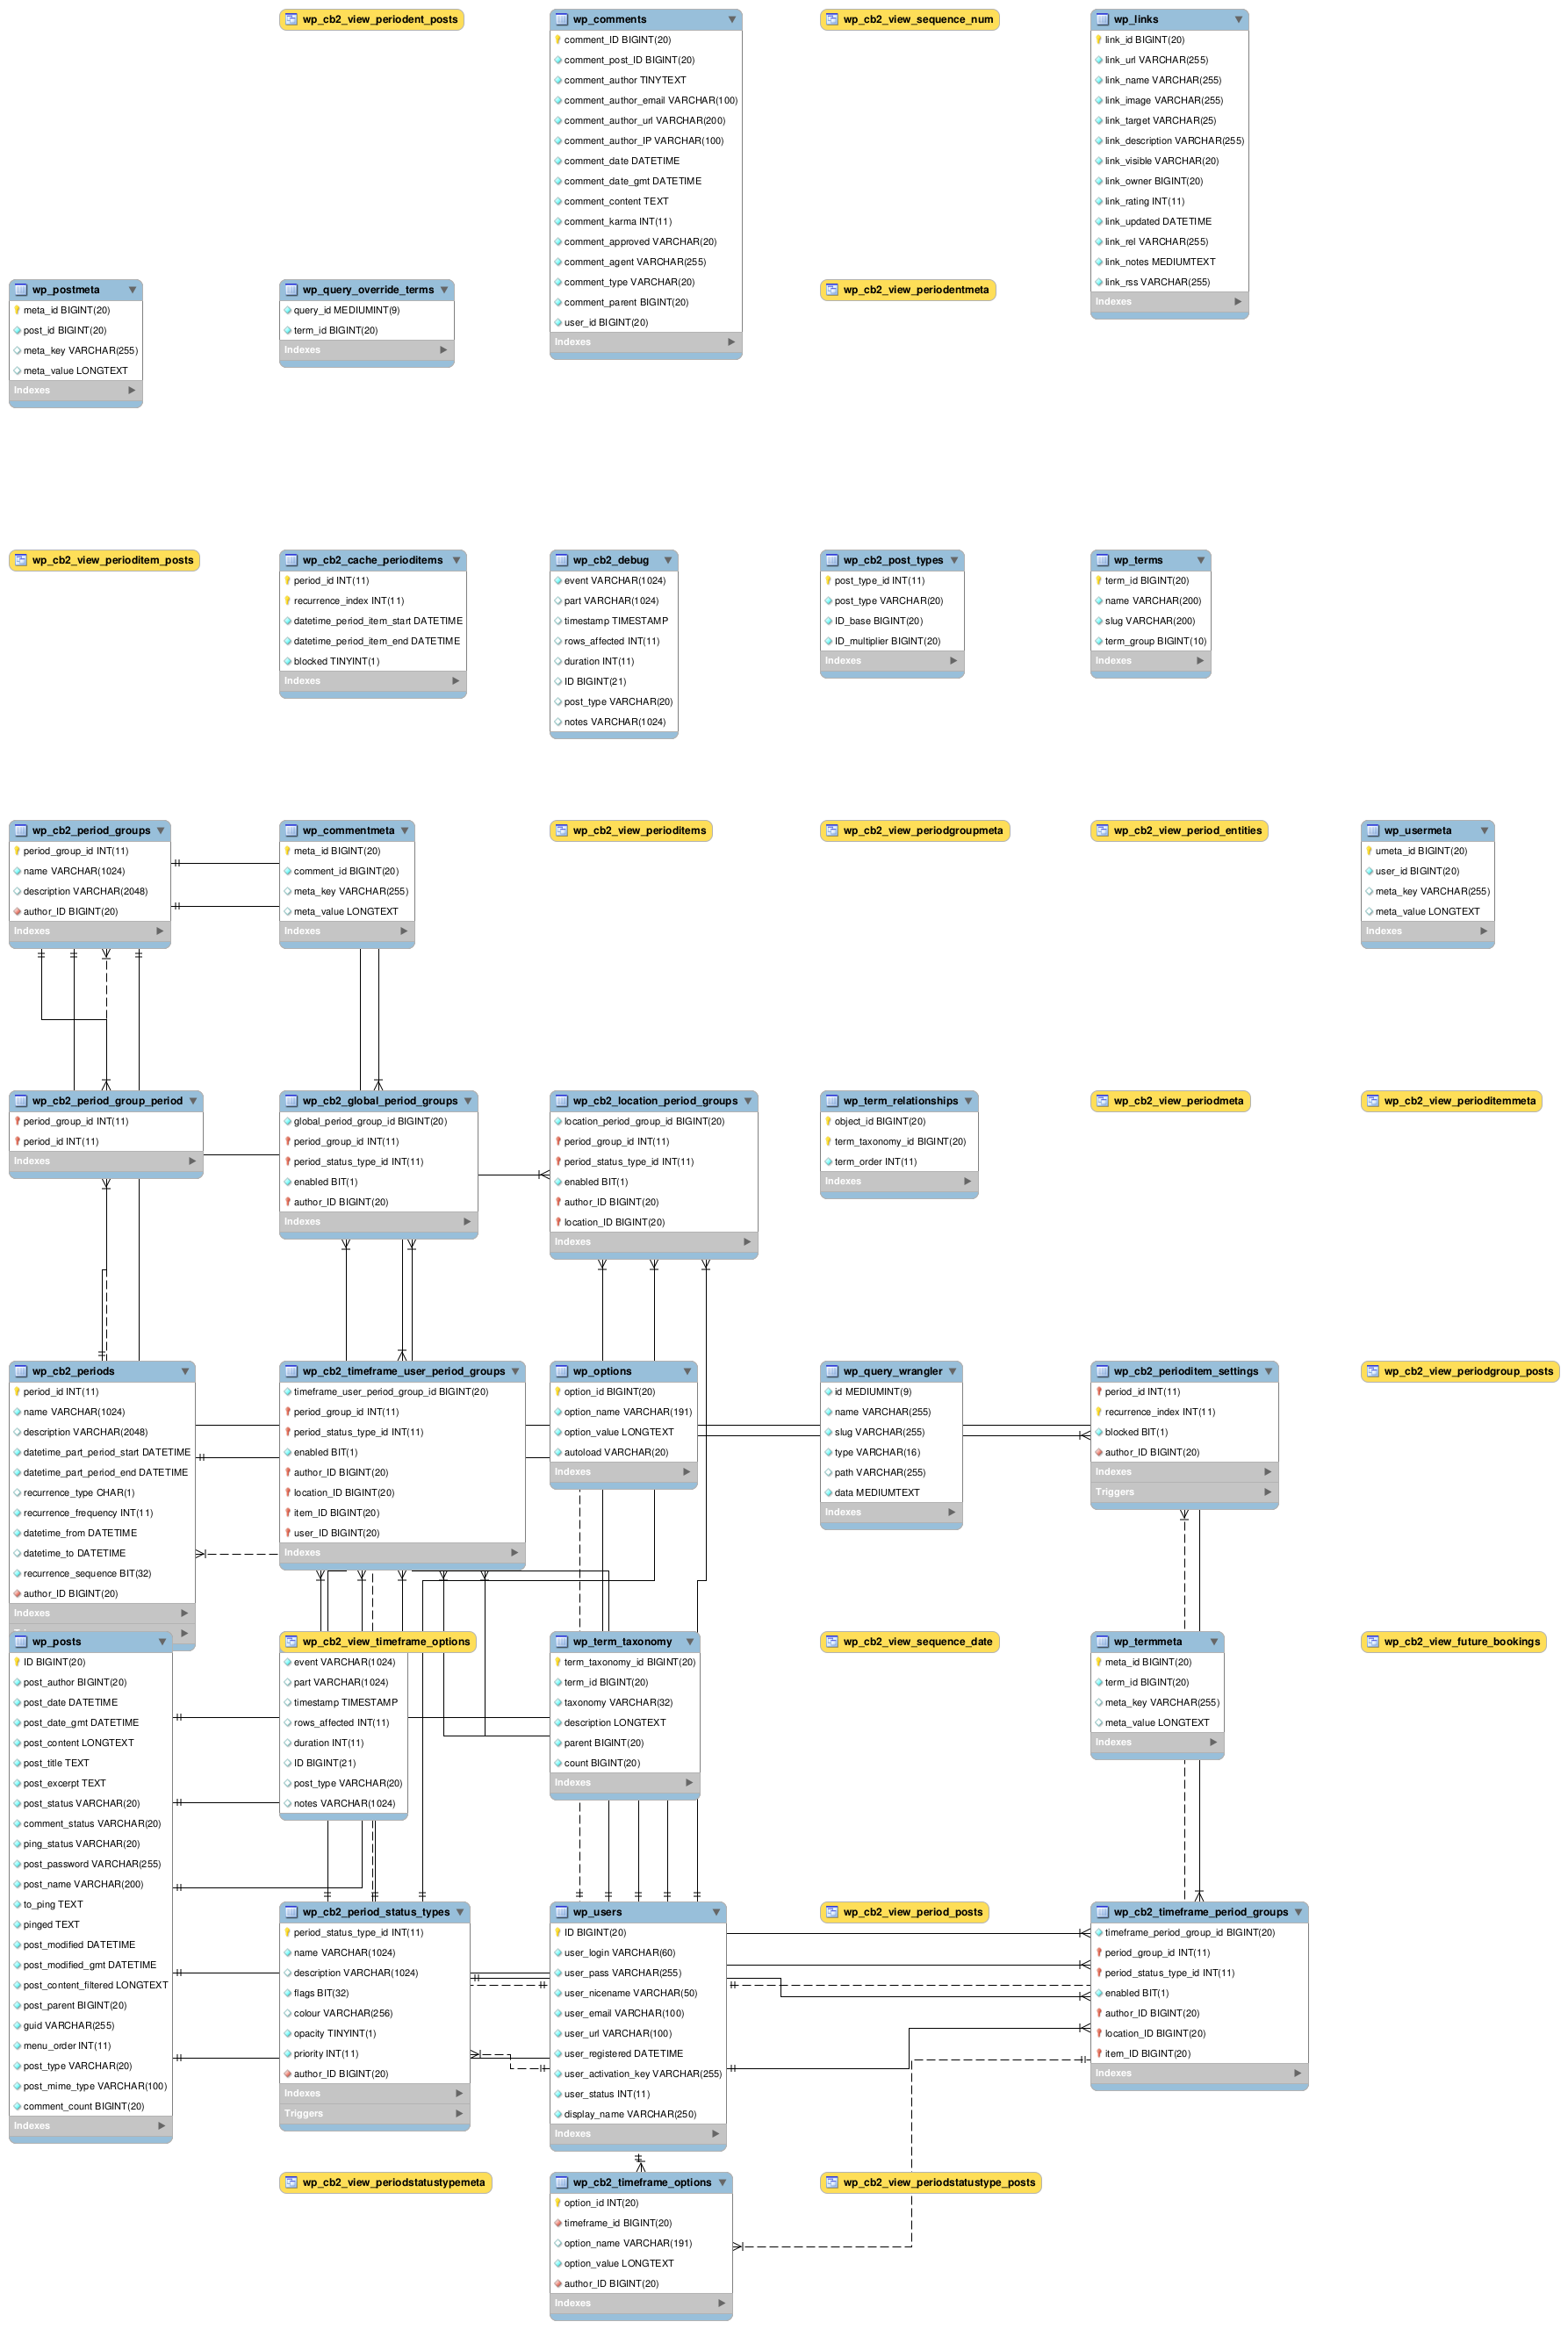 wp_cb2_view_periodent_posts
wp_comments
comment_ID BIGINT(20)
comment_post_ID BIGINT(20)
comment_author TINYTEXT
comment_author_email VARCHAR(100)
comment_author_url VARCHAR(200)
comment_author_IP VARCHAR(100)
comment_date DATETIME
comment_date_gmt DATETIME
comment_content TEXT
comment_karma INT(11)
comment_approved VARCHAR(20)
comment_agent VARCHAR(255)
comment_type VARCHAR(20)
comment_parent BIGINT(20)
user_id BIGINT(20)
Indexes
wp_cb2_view_sequence_num
wp_links
link_id BIGINT(20)
link_url VARCHAR(255)
link_name VARCHAR(255)
link_image VARCHAR(255)
link_target VARCHAR(25)
link_description VARCHAR(255)
link_visible VARCHAR(20)
link_owner BIGINT(20)
link_rating INT(11)
link_updated DATETIME
link_rel VARCHAR(255)
link_notes MEDIUMTEXT
link_rss VARCHAR(255)
Indexes
wp_postmeta
meta_id BIGINT(20)
post_id BIGINT(20)
meta_key VARCHAR(255)
meta_value LONGTEXT
Indexes
wp_query_override_terms
query_id MEDIUMINT(9)
term_id BIGINT(20)
Indexes
wp_cb2_view_periodentmeta
wp_cb2_view_perioditem_posts
wp_cb2_cache_perioditems
period_id INT(11)
recurrence_index INT(11)
datetime_period_item_start DATETIME
datetime_period_item_end DATETIME
blocked TINYINT(1)
Indexes
wp_cb2_debug
event VARCHAR(1024)
part VARCHAR(1024)
timestamp TIMESTAMP
rows_affected INT(11)
duration INT(11)
ID BIGINT(21)
post_type VARCHAR(20)
notes VARCHAR(1024)
wp_cb2_post_types
post_type_id INT(11)
post_type VARCHAR(20)
ID_base BIGINT(20)
ID_multiplier BIGINT(20)
Indexes
wp_terms
term_id BIGINT(20)
name VARCHAR(200)
slug VARCHAR(200)
term_group BIGINT(10)
Indexes
wp_cb2_period_groups
period_group_id INT(11)
name VARCHAR(1024)
description VARCHAR(2048)
author_ID BIGINT(20)
Indexes
wp_commentmeta
meta_id BIGINT(20)
comment_id BIGINT(20)
meta_key VARCHAR(255)
meta_value LONGTEXT
Indexes
wp_cb2_view_perioditems
wp_cb2_view_periodgroupmeta
wp_cb2_view_period_entities
wp_usermeta
umeta_id BIGINT(20)
user_id BIGINT(20)
meta_key VARCHAR(255)
meta_value LONGTEXT
Indexes
wp_cb2_period_group_period
period_group_id INT(11)
period_id INT(11)
Indexes
wp_cb2_global_period_groups
global_period_group_id BIGINT(20)
period_group_id INT(11)
period_status_type_id INT(11)
enabled BIT(1)
author_ID BIGINT(20)
Indexes
wp_cb2_location_period_groups
location_period_group_id BIGINT(20)
period_group_id INT(11)
period_status_type_id INT(11)
enabled BIT(1)
author_ID BIGINT(20)
location_ID BIGINT(20)
Indexes
wp_term_relationships
object_id BIGINT(20)
term_taxonomy_id BIGINT(20)
term_order INT(11)
Indexes
wp_cb2_view_periodmeta
wp_cb2_view_perioditemmeta
wp_cb2_periods
period_id INT(11)
name VARCHAR(1024)
description VARCHAR(2048)
datetime_part_period_start DATETIME
datetime_part_period_end DATETIME
recurrence_type CHAR(1)
recurrence_frequency INT(11)
datetime_from DATETIME
datetime_to DATETIME
recurrence_sequence BIT(32)
author_ID BIGINT(20)
Indexes
wp_cb2_timeframe_user_period_groups
timeframe_user_period_group_id BIGINT(20)
period_group_id INT(11)
period_status_type_id INT(11)
enabled BIT(1)
author_ID BIGINT(20)
location_ID BIGINT(20)
item_ID BIGINT(20)
user_ID BIGINT(20)
Indexes
wp_options
option_id BIGINT(20)
option_name VARCHAR(191)
option_value LONGTEXT
autoload VARCHAR(20)
Indexes
wp_query_wrangler
id MEDIUMINT(9)
name VARCHAR(255)
slug VARCHAR(255)
type VARCHAR(16)
path VARCHAR(255)
data MEDIUMTEXT
Indexes
wp_cb2_perioditem_settings
period_id INT(11)
recurrence_index INT(11)
blocked BIT(1)
author_ID BIGINT(20)
Indexes
Triggers
wp_cb2_view_periodgroup_posts
wp_posts
ID BIGINT(20)
post_author BIGINT(20)
post_date DATETIME
post_date_gmt DATETIME
post_content LONGTEXT
post_title TEXT
post_excerpt TEXT
post_status VARCHAR(20)
comment_status VARCHAR(20)
ping_status VARCHAR(20)
post_password VARCHAR(255)
post_name VARCHAR(200)
to_ping TEXT
pinged TEXT
post_modified DATETIME
post_modified_gmt DATETIME
post_content_filtered LONGTEXT
post_parent BIGINT(20)
guid VARCHAR(255)
menu_order INT(11)
post_type VARCHAR(20)
post_mime_type VARCHAR(100)
comment_count BIGINT(20)
Indexes
wp_cb2_view_timeframe_options
event VARCHAR(1024)
part VARCHAR(1024)
timestamp TIMESTAMP
rows_affected INT(11)
duration INT(11)
ID BIGINT(21)
post_type VARCHAR(20)
notes VARCHAR(1024)
wp_term_taxonomy
term_taxonomy_id BIGINT(20)
term_id BIGINT(20)
taxonomy VARCHAR(32)
description LONGTEXT
parent BIGINT(20)
count BIGINT(20)
Indexes
wp_cb2_view_sequence_date
wp_termmeta
meta_id BIGINT(20)
term_id BIGINT(20)
meta_key VARCHAR(255)
meta_value LONGTEXT
Indexes
wp_cb2_view_future_bookings
wp_cb2_period_status_types
period_status_type_id INT(11)
name VARCHAR(1024)
description VARCHAR(1024)
flags BIT(32)
colour VARCHAR(256)
opacity TINYINT(1)
priority INT(11)
author_ID BIGINT(20)
Indexes
Triggers
wp_users
ID BIGINT(20)
user_login VARCHAR(60)
user_pass VARCHAR(255)
user_nicename VARCHAR(50)
user_email VARCHAR(100)
user_url VARCHAR(100)
user_registered DATETIME
user_activation_key VARCHAR(255)
user_status INT(11)
display_name VARCHAR(250)
Indexes
wp_cb2_view_period_posts
wp_cb2_timeframe_period_groups
timeframe_period_group_id BIGINT(20)
period_group_id INT(11)
period_status_type_id INT(11)
enabled BIT(1)
author_ID BIGINT(20)
location_ID BIGINT(20)
item_ID BIGINT(20)
Indexes
wp_cb2_view_periodstatustypemeta
wp_cb2_timeframe_options
option_id INT(20)
timeframe_id BIGINT(20)
option_name VARCHAR(191)
option_value LONGTEXT
author_ID BIGINT(20)
Indexes
wp_cb2_view_periodstatustype_posts